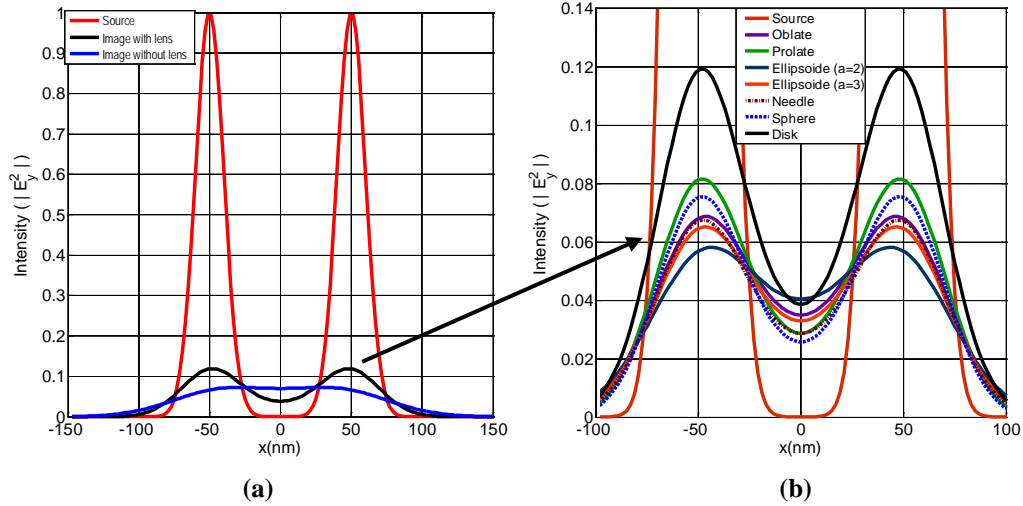 Source
Image with lens
Image without lens
Intensity ( | E_y^2 | )
1
0.9
0.8
0.7
0.6
0.5
0.4
0.3
0.2
0.1
0
-150
-100
-50
0
50
100
150
x(nm)
(a)
Source
Oblate
Prolate
Ellipsoide (a=2)
Ellipsoide (a=3)
Needle
Sphere
Disk
Intensity ( | E_y^2 | )
0.14
0.12
0.1
0.08
0.06
0.04
0.02
0
-100
-50
0
50
100
x(nm)
(b)